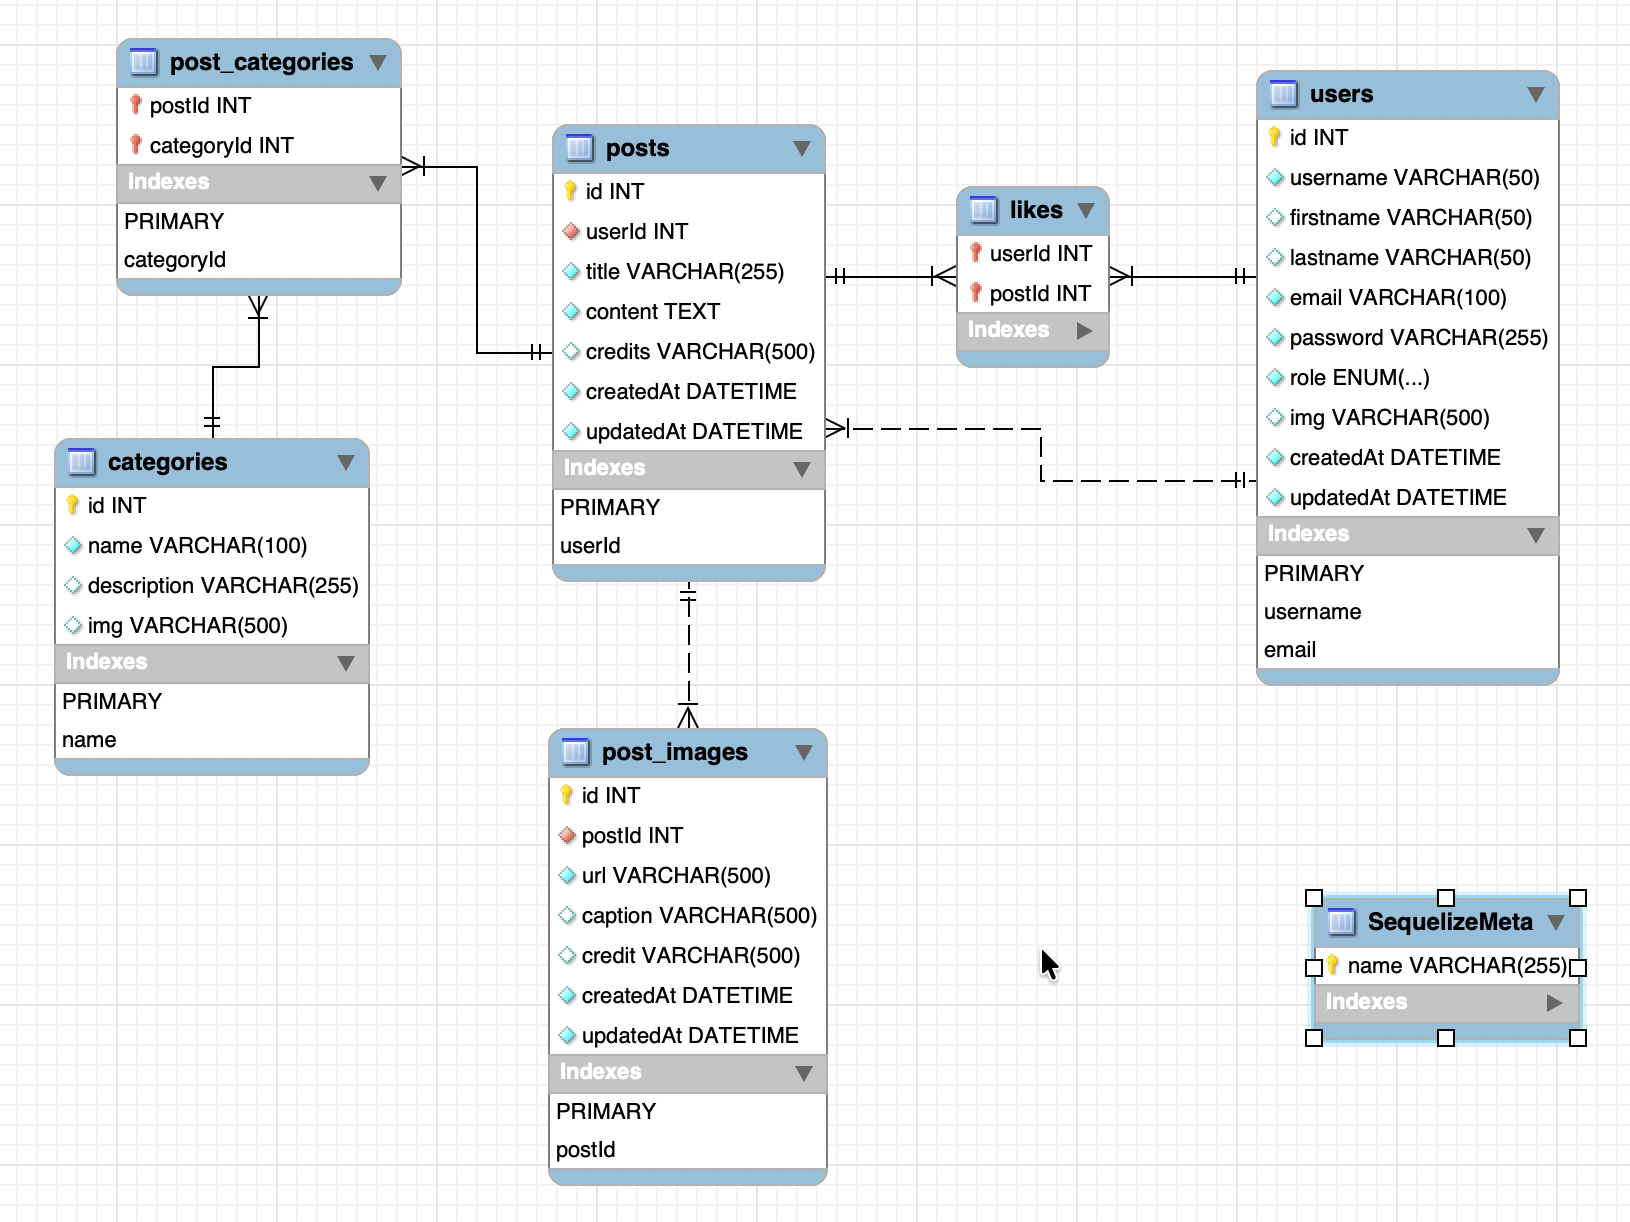 post_categories
postId INT
categoryId INT
Indexes
PRIMARY
categoryId
posts
id INT
userId INT
title VARCHAR(255)
content TEXT
credits VARCHAR(500)
createdAt DATETIME
updatedAt DATETIME
Indexes
PRIMARY
userId
likes
userId INT
postId INT
Indexes
users
id INT
username VARCHAR(50)
firstname VARCHAR(50)
lastname VARCHAR(50)
email VARCHAR(100)
password VARCHAR(255)
role ENUM(...)
img VARCHAR(500)
createdAt DATETIME
updatedAt DATETIME
Indexes
PRIMARY
username
email
categories
id INT
name VARCHAR(100)
description VARCHAR(255)
img VARCHAR(500)
Indexes
PRIMARY
name
post_images
id INT
postId INT
url VARCHAR(500)
caption VARCHAR(500)
credit VARCHAR(500)
createdAt DATETIME
updatedAt DATETIME
Indexes
PRIMARY
postId
SequelizeMeta
name VARCHAR(255)
Indexes